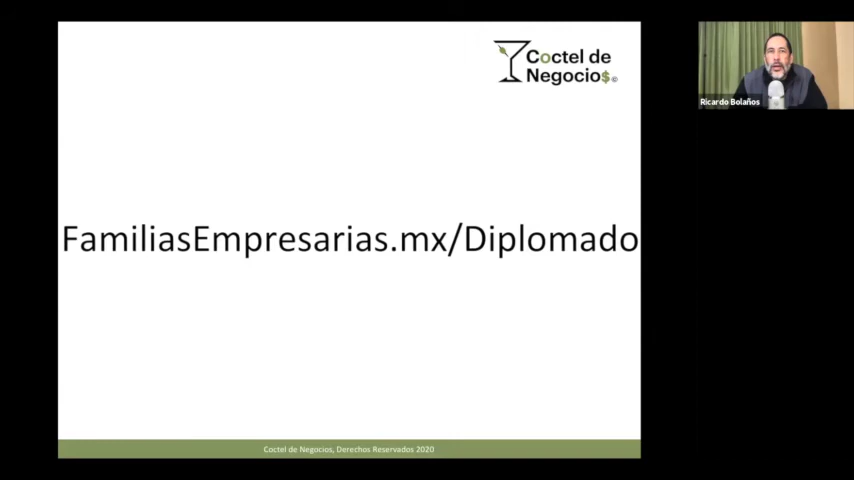 Coctel de
Negocio$©
Ricardo Bolaños
FamiliasEmpresarias.mx/Diplomado
Coctel de Negocios, Derechos Reservados 2020